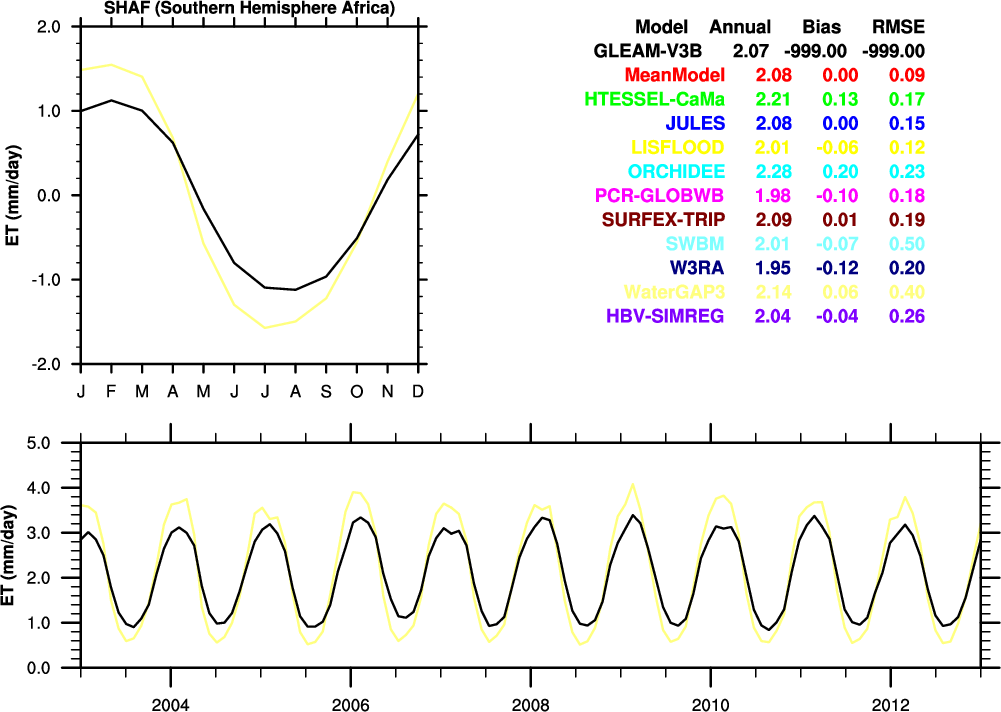 SHAF (Southern Hemisphere Africa)
2.0
1.0
0.0
-1.0
-2.0
ET (mm/day)
J F M A M J J A S O N D
Model Annual Bias RMSE
GLEAM-V3B 2.07 -999.00 -999.00
MeanModel 2.08 0.00 0.09
HTESSEL-CaMa 2.21 0.13 0.17
JULES 2.08 0.00 0.15
LISFLOOD 2.01 -0.06 0.12
ORCHIDEE 2.28 0.20 0.23
PCR-GLOBWB 1.98 -0.10 0.18
SURFEX-TRIP 2.09 0.01 0.19
SWBM 2.01 -0.07 0.50
W3RA 1.95 -0.12 0.20
WaterGAP3 2.14 0.06 0.40
HBV-SIMREG 2.04 -0.04 0.26
5.0
4.0
3.0
2.0
1.0
0.0
ET (mm/day)
2004 2006 2008 2010 2012